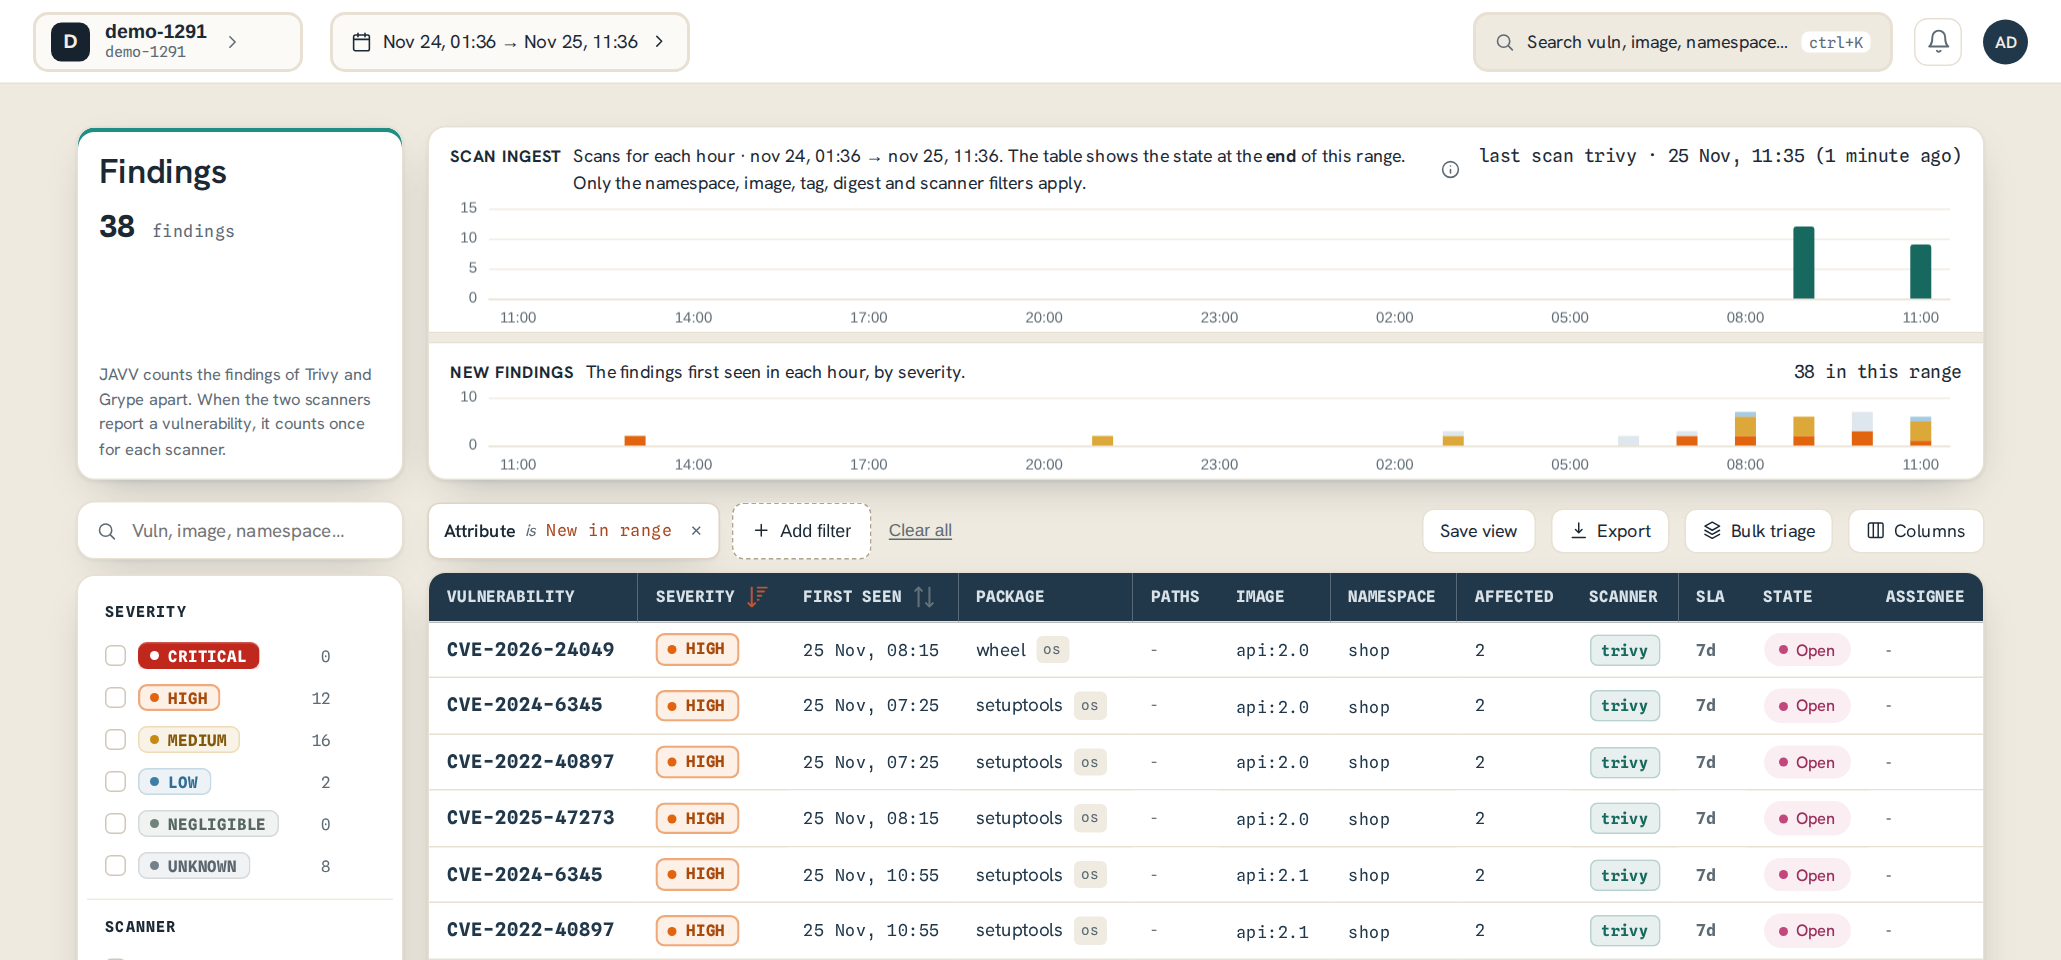 D demo-1291
demo-1291
Nov 24, 01:36 → Nov 25, 11:36
Search vuln, image, namespace... ctrl+K
AD
Findings
38 findings
JAVV counts the findings of Trivy and
Grype apart. When the two scanners
report a vulnerability, it counts once
for each scanner.
SCAN INGEST Scans for each hour · nov 24, 01:36 → nov 25, 11:36. The table shows the state at the end of this range.
Only the namespace, image, tag, digest and scanner filters apply.
last scan trivy · 25 Nov, 11:35 (1 minute ago)
15
10
5
0
11:00 14:00 17:00 20:00 23:00 02:00 05:00 08:00 11:00
NEW FINDINGS The findings first seen in each hour, by severity. 38 in this range
10
0
11:00 14:00 17:00 20:00 23:00 02:00 05:00 08:00 11:00
Vuln, image, namespace...
Attribute is New in range × + Add filter Clear all Save view Export Bulk triage Columns
SEVERITY
CRITICAL 0
HIGH 12
MEDIUM 16
LOW 2
NEGLIGIBLE 0
UNKNOWN 8
SCANNER
VULNERABILITY SEVERITY FIRST SEEN PACKAGE PATHS IMAGE NAMESPACE AFFECTED SCANNER SLA STATE ASSIGNEE
CVE-2026-24049 HIGH 25 Nov, 08:15 wheel os - api:2.0 shop 2 trivy 7d Open -
CVE-2024-6345 HIGH 25 Nov, 07:25 setuptools os - api:2.0 shop 2 trivy 7d Open -
CVE-2022-40897 HIGH 25 Nov, 07:25 setuptools os - api:2.0 shop 2 trivy 7d Open -
CVE-2025-47273 HIGH 25 Nov, 08:15 setuptools os - api:2.0 shop 2 trivy 7d Open -
CVE-2024-6345 HIGH 25 Nov, 10:55 setuptools os - api:2.1 shop 2 trivy 7d Open -
CVE-2022-40897 HIGH 25 Nov, 10:55 setuptools os - api:2.1 shop 2 trivy 7d Open -